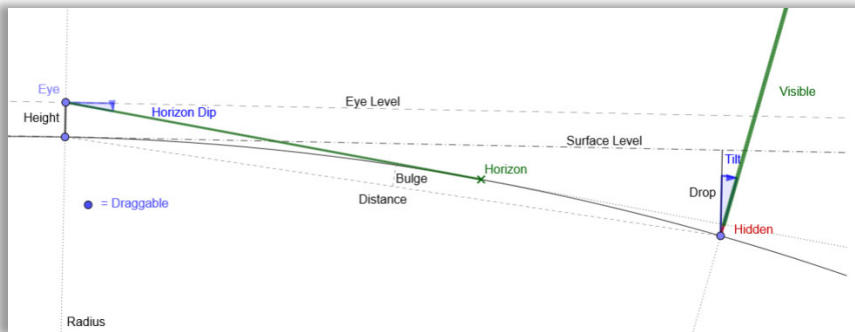 Eye
Eye Level
Visible
Height
Horizon Dip
Surface Level
Tilt
Horizon
Bulge
Drop
Distance
= Draggable
Hidden
Radius